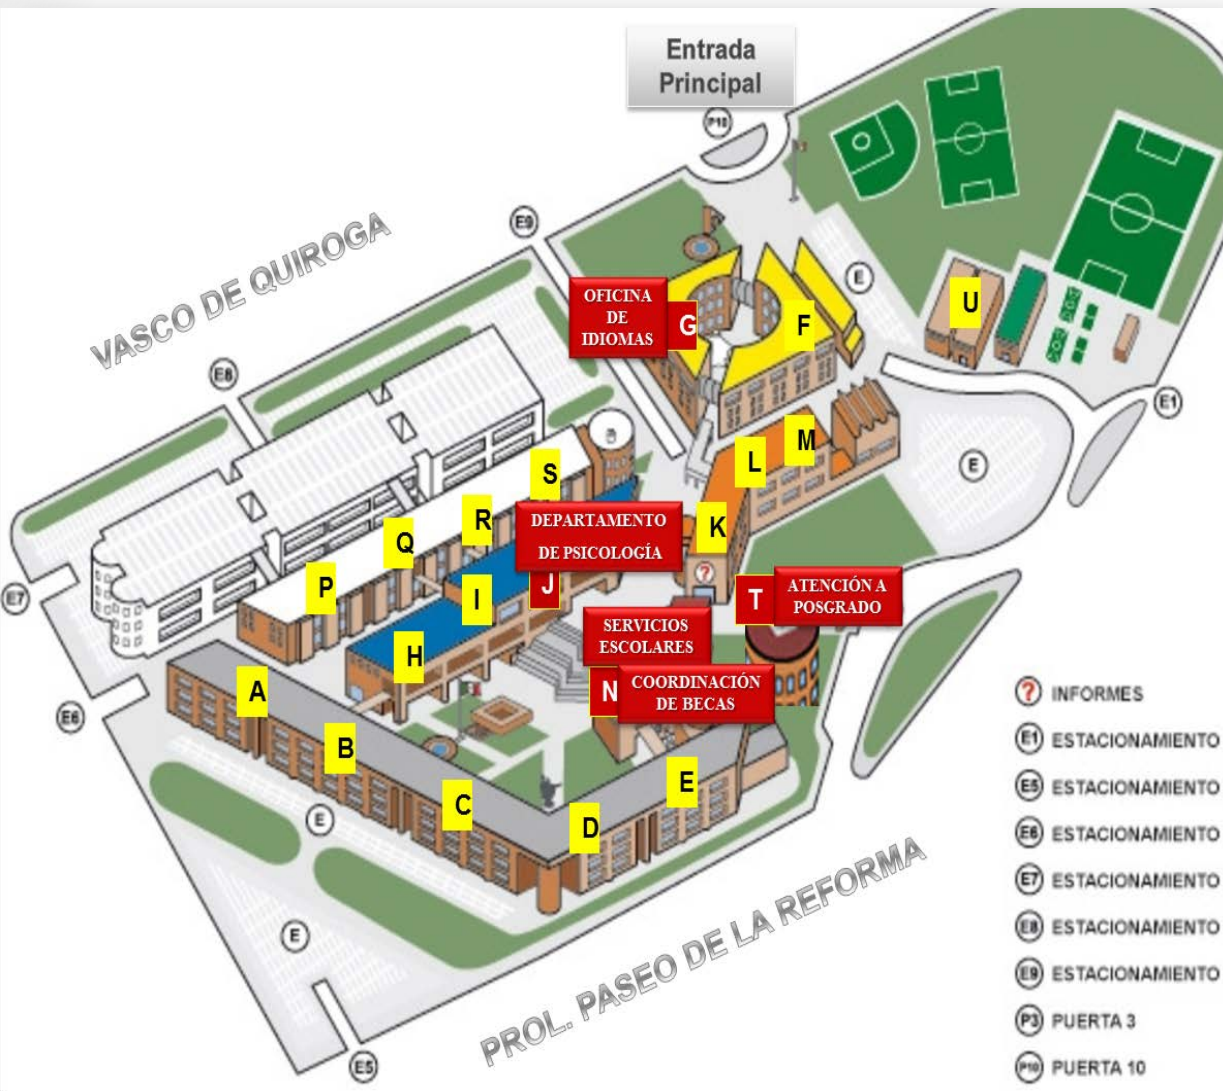 Entrada
Principal
P10
E9
VASCO DE QUIROGA
E
OFICINA
DE
IDIOMAS
G
F
U
E8
E1
M
L
S
E
R
K
Q
DEPARTAMENTO
DE PSICOLOGÍA
J
P
I
E7
T
ATENCIÓN A
POSGRADO
?
SERVICIOS
ESCOLARES
H
N
COORDINACIÓN
DE BECAS
A
E6
B
E
C
D
E
E
E5
PROL. PASEO DE LA REFORMA
? INFORMES
E1 ESTACIONAMIENTO
E5 ESTACIONAMIENTO
E6 ESTACIONAMIENTO
E7 ESTACIONAMIENTO
E8 ESTACIONAMIENTO
E9 ESTACIONAMIENTO
P3 PUERTA 3
P10 PUERTA 10